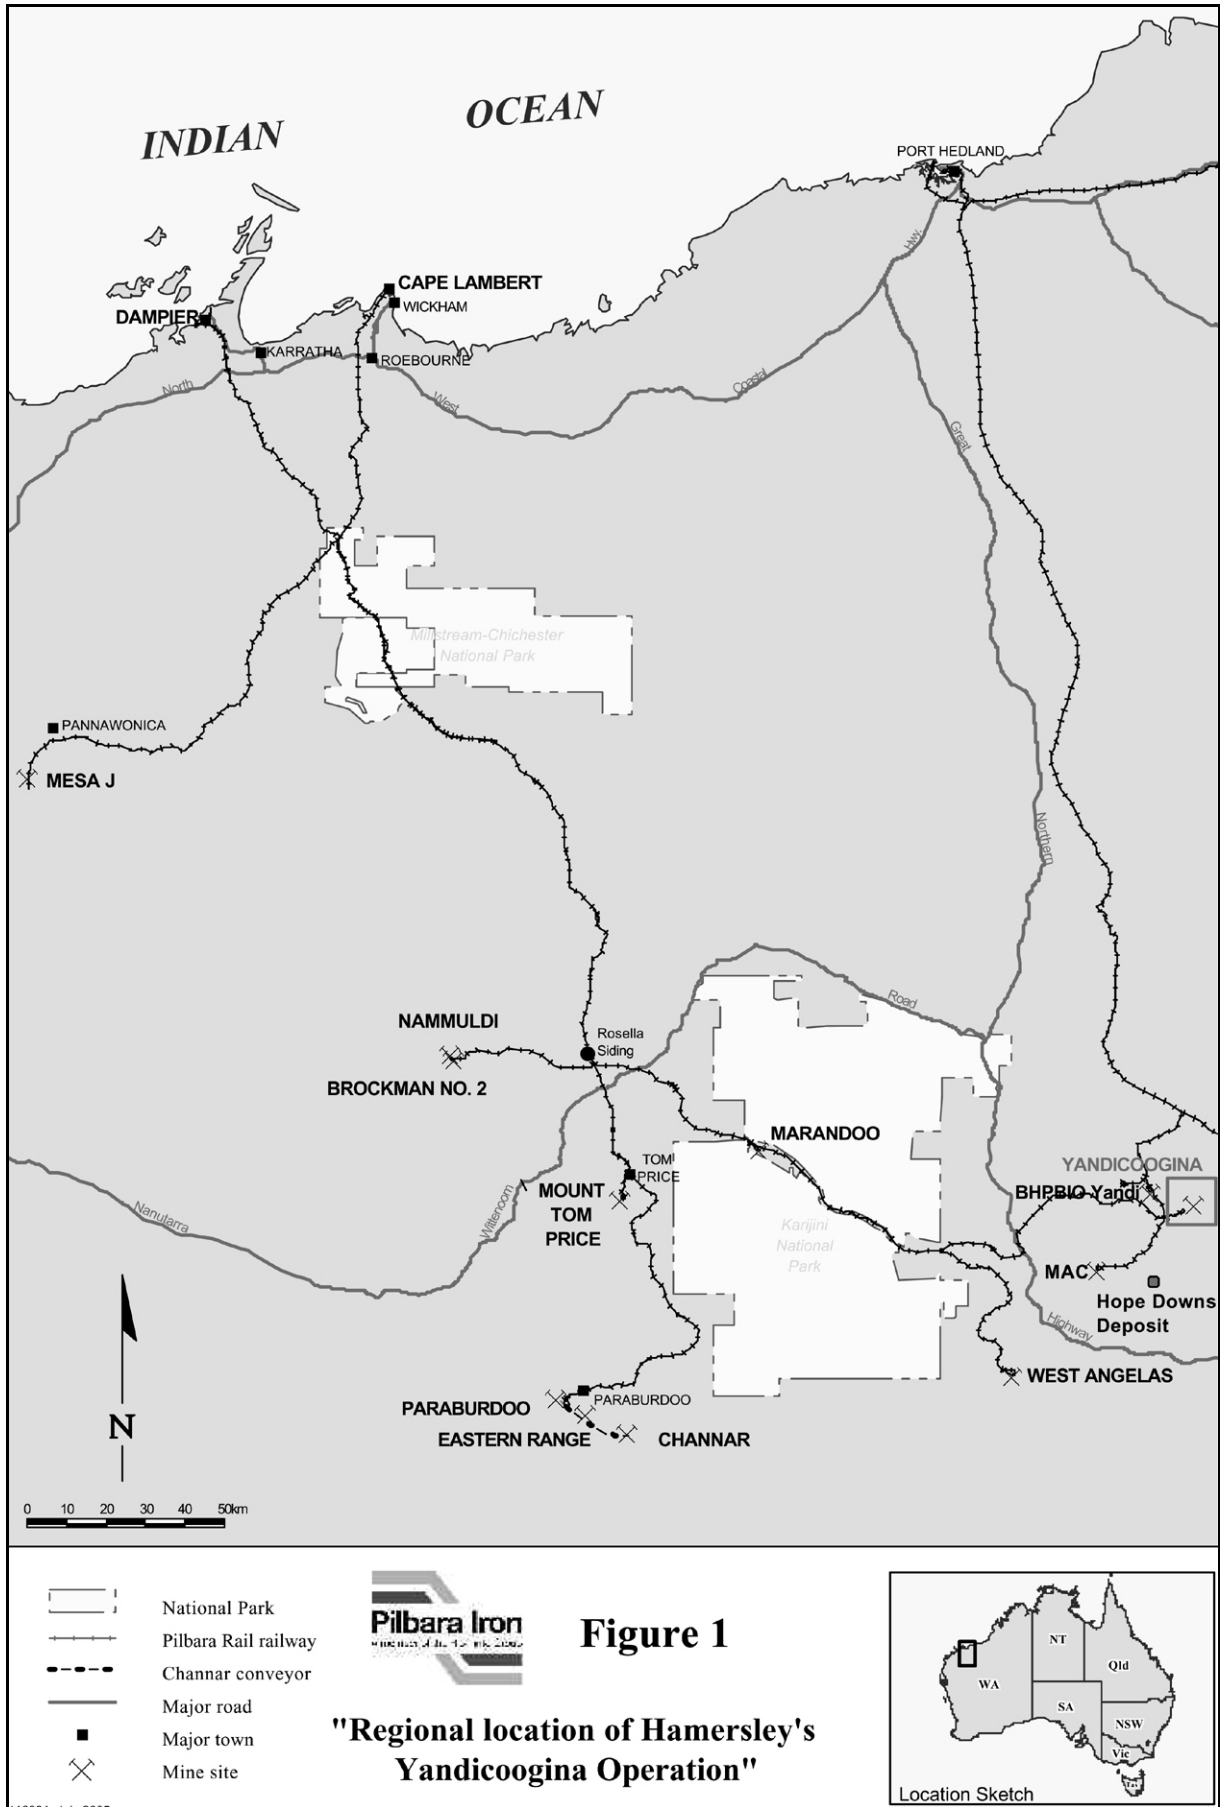 INDIAN
OCEAN
PORT HEDLAND
Hwy.
CAPE LAMBERT
WICKHAM
DAMPIER
KARRATHA
ROEBOURNE
North
West
Coastal
Great
Millstream-Chichester
National Park
PANNAWONICA
MESA J
Northern
Road
NAMMULDI
Rosella
Siding
BROCKMAN NO. 2
MARANDOO
TOM
PRICE
YANDICOOGINA
BHPBIO Yandi
MOUNT
TOM
PRICE
Wittenoom
Nanutarra
Karijini
National
Park
MAC
Hope Downs
Deposit
Highway
WEST ANGELAS
PARABURDOO
PARABURDOO
EASTERN RANGE
CHANNAR
N
0 10 20 30 40 50km
National Park
Pilbara Rail railway
Channar conveyor
Major road
Major town
Mine site
Pilbara Iron
Figure 1
"Regional location of Hamersley's
Yandicoogina Operation"
NT
WA
Qld
SA
NSW
Vic
Tas
Location Sketch